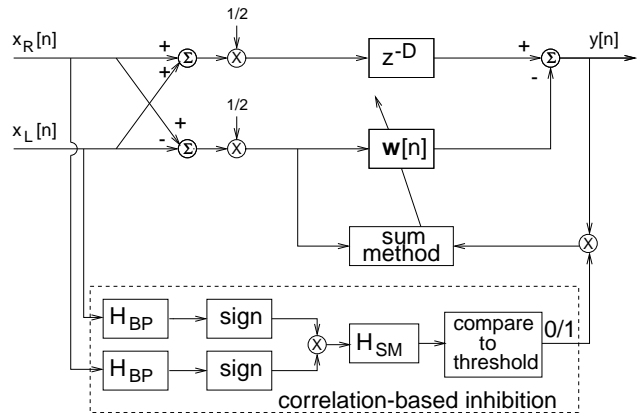 1/2
x_R[n]
+
+
Σ
X
z^-D
+
-
Σ
y[n]
1/2
x_L[n]
+
-
Σ
X
w[n]
sum
method
X
H_BP
sign
H_BP
sign
X
H_SM
compare
to
threshold
0/1
correlation-based inhibition